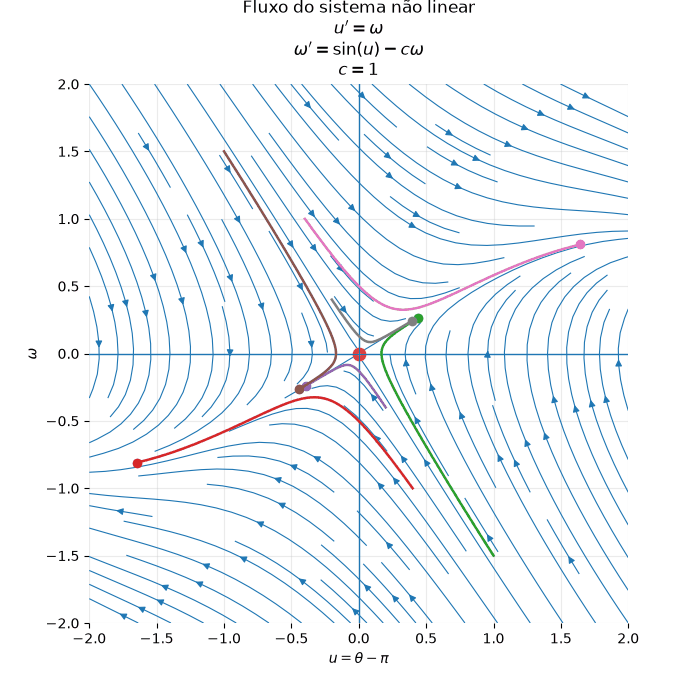 Fluxo do sistema não linear
u′ = ω
ω′ = sin(u) − cω
c = 1
2.0
1.5
1.0
0.5
0.0
−0.5
−1.0
−1.5
−2.0
ω
−2.0 −1.5 −1.0 −0.5 0.0 0.5 1.0 1.5 2.0
u = θ − π